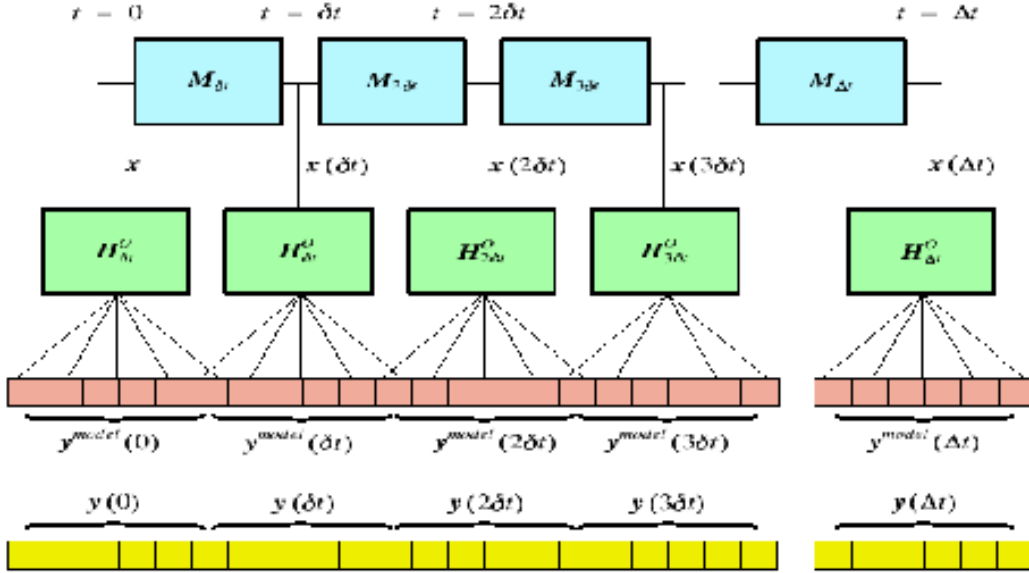 t = 0 t = δt t = 2δt t = Δt
M_δt M_2δt M_3δt M_Δt
x x(δt) x(2δt) x(3δt) x(Δt)
H^O_δt H^O_δt H^O_2δt H^O_3δt H^O_Δt
y^model(0) y^model(δt) y^model(2δt) y^model(3δt) y^model(Δt)
y(0) y(δt) y(2δt) y(3δt) y(Δt)